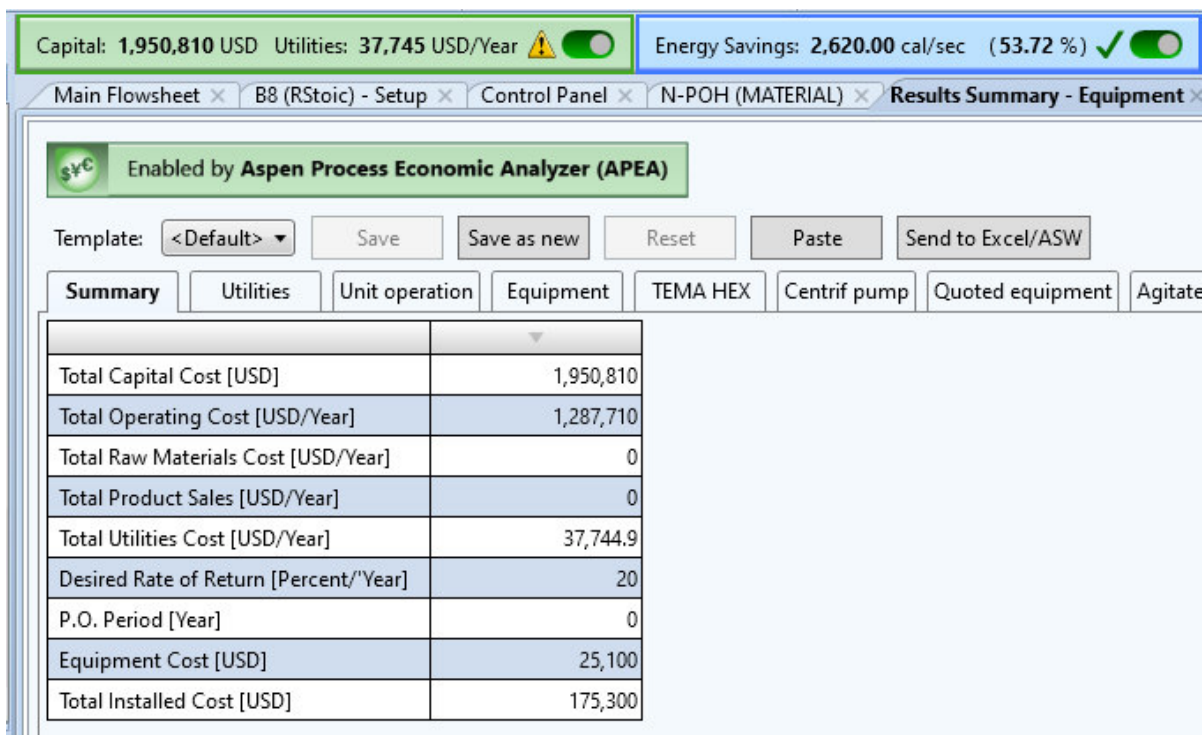 Capital: 1,950,810 USD Utilities: 37,745 USD/Year Energy Savings: 2,620.00 cal/sec (53.72 %)
Main Flowsheet B8 (RStoic) - Setup Control Panel N-POH (MATERIAL) Results Summary - Equipment
$¥€ Enabled by Aspen Process Economic Analyzer (APEA)
Template: <Default> Save Save as new Reset Paste Send to Excel/ASW
Summary Utilities Unit operation Equipment TEMA HEX Centrif pump Quoted equipment Agitate
Total Capital Cost [USD] 1,950,810
Total Operating Cost [USD/Year] 1,287,710
Total Raw Materials Cost [USD/Year] 0
Total Product Sales [USD/Year] 0
Total Utilities Cost [USD/Year] 37,744.9
Desired Rate of Return [Percent/'Year] 20
P.O. Period [Year] 0
Equipment Cost [USD] 25,100
Total Installed Cost [USD] 175,300